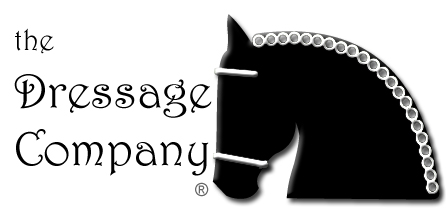 the
Dressage
Company
®